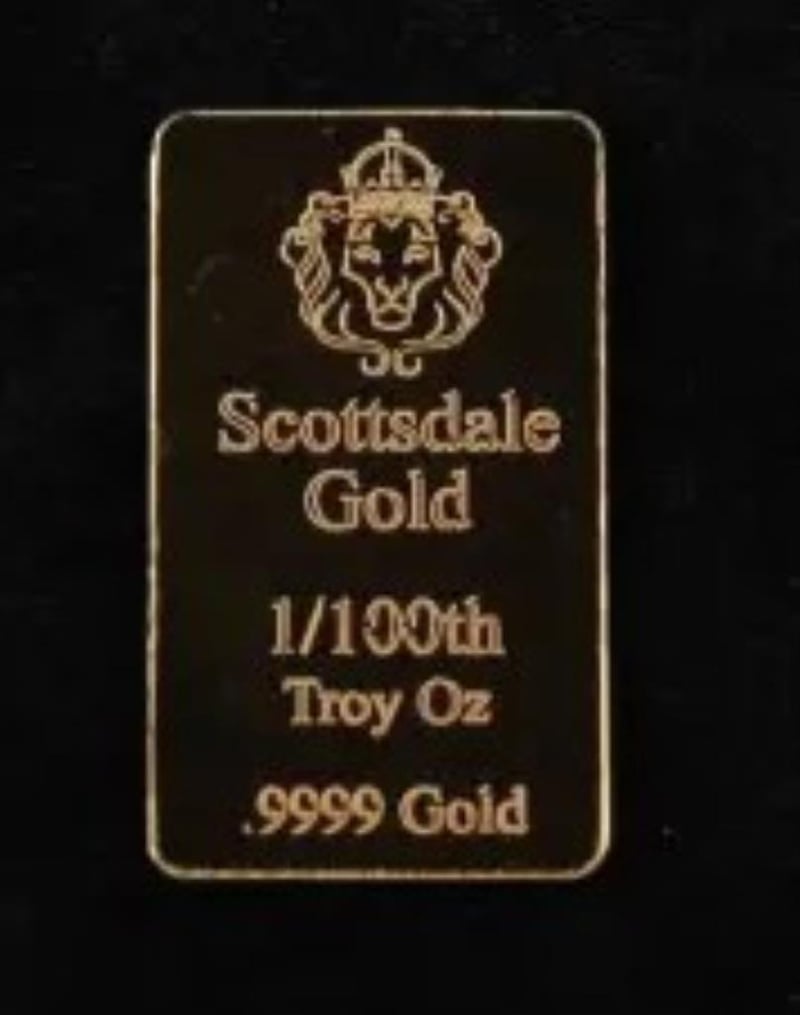 Scottsdale
Gold
1/100th
Troy Oz
.9999 Gold